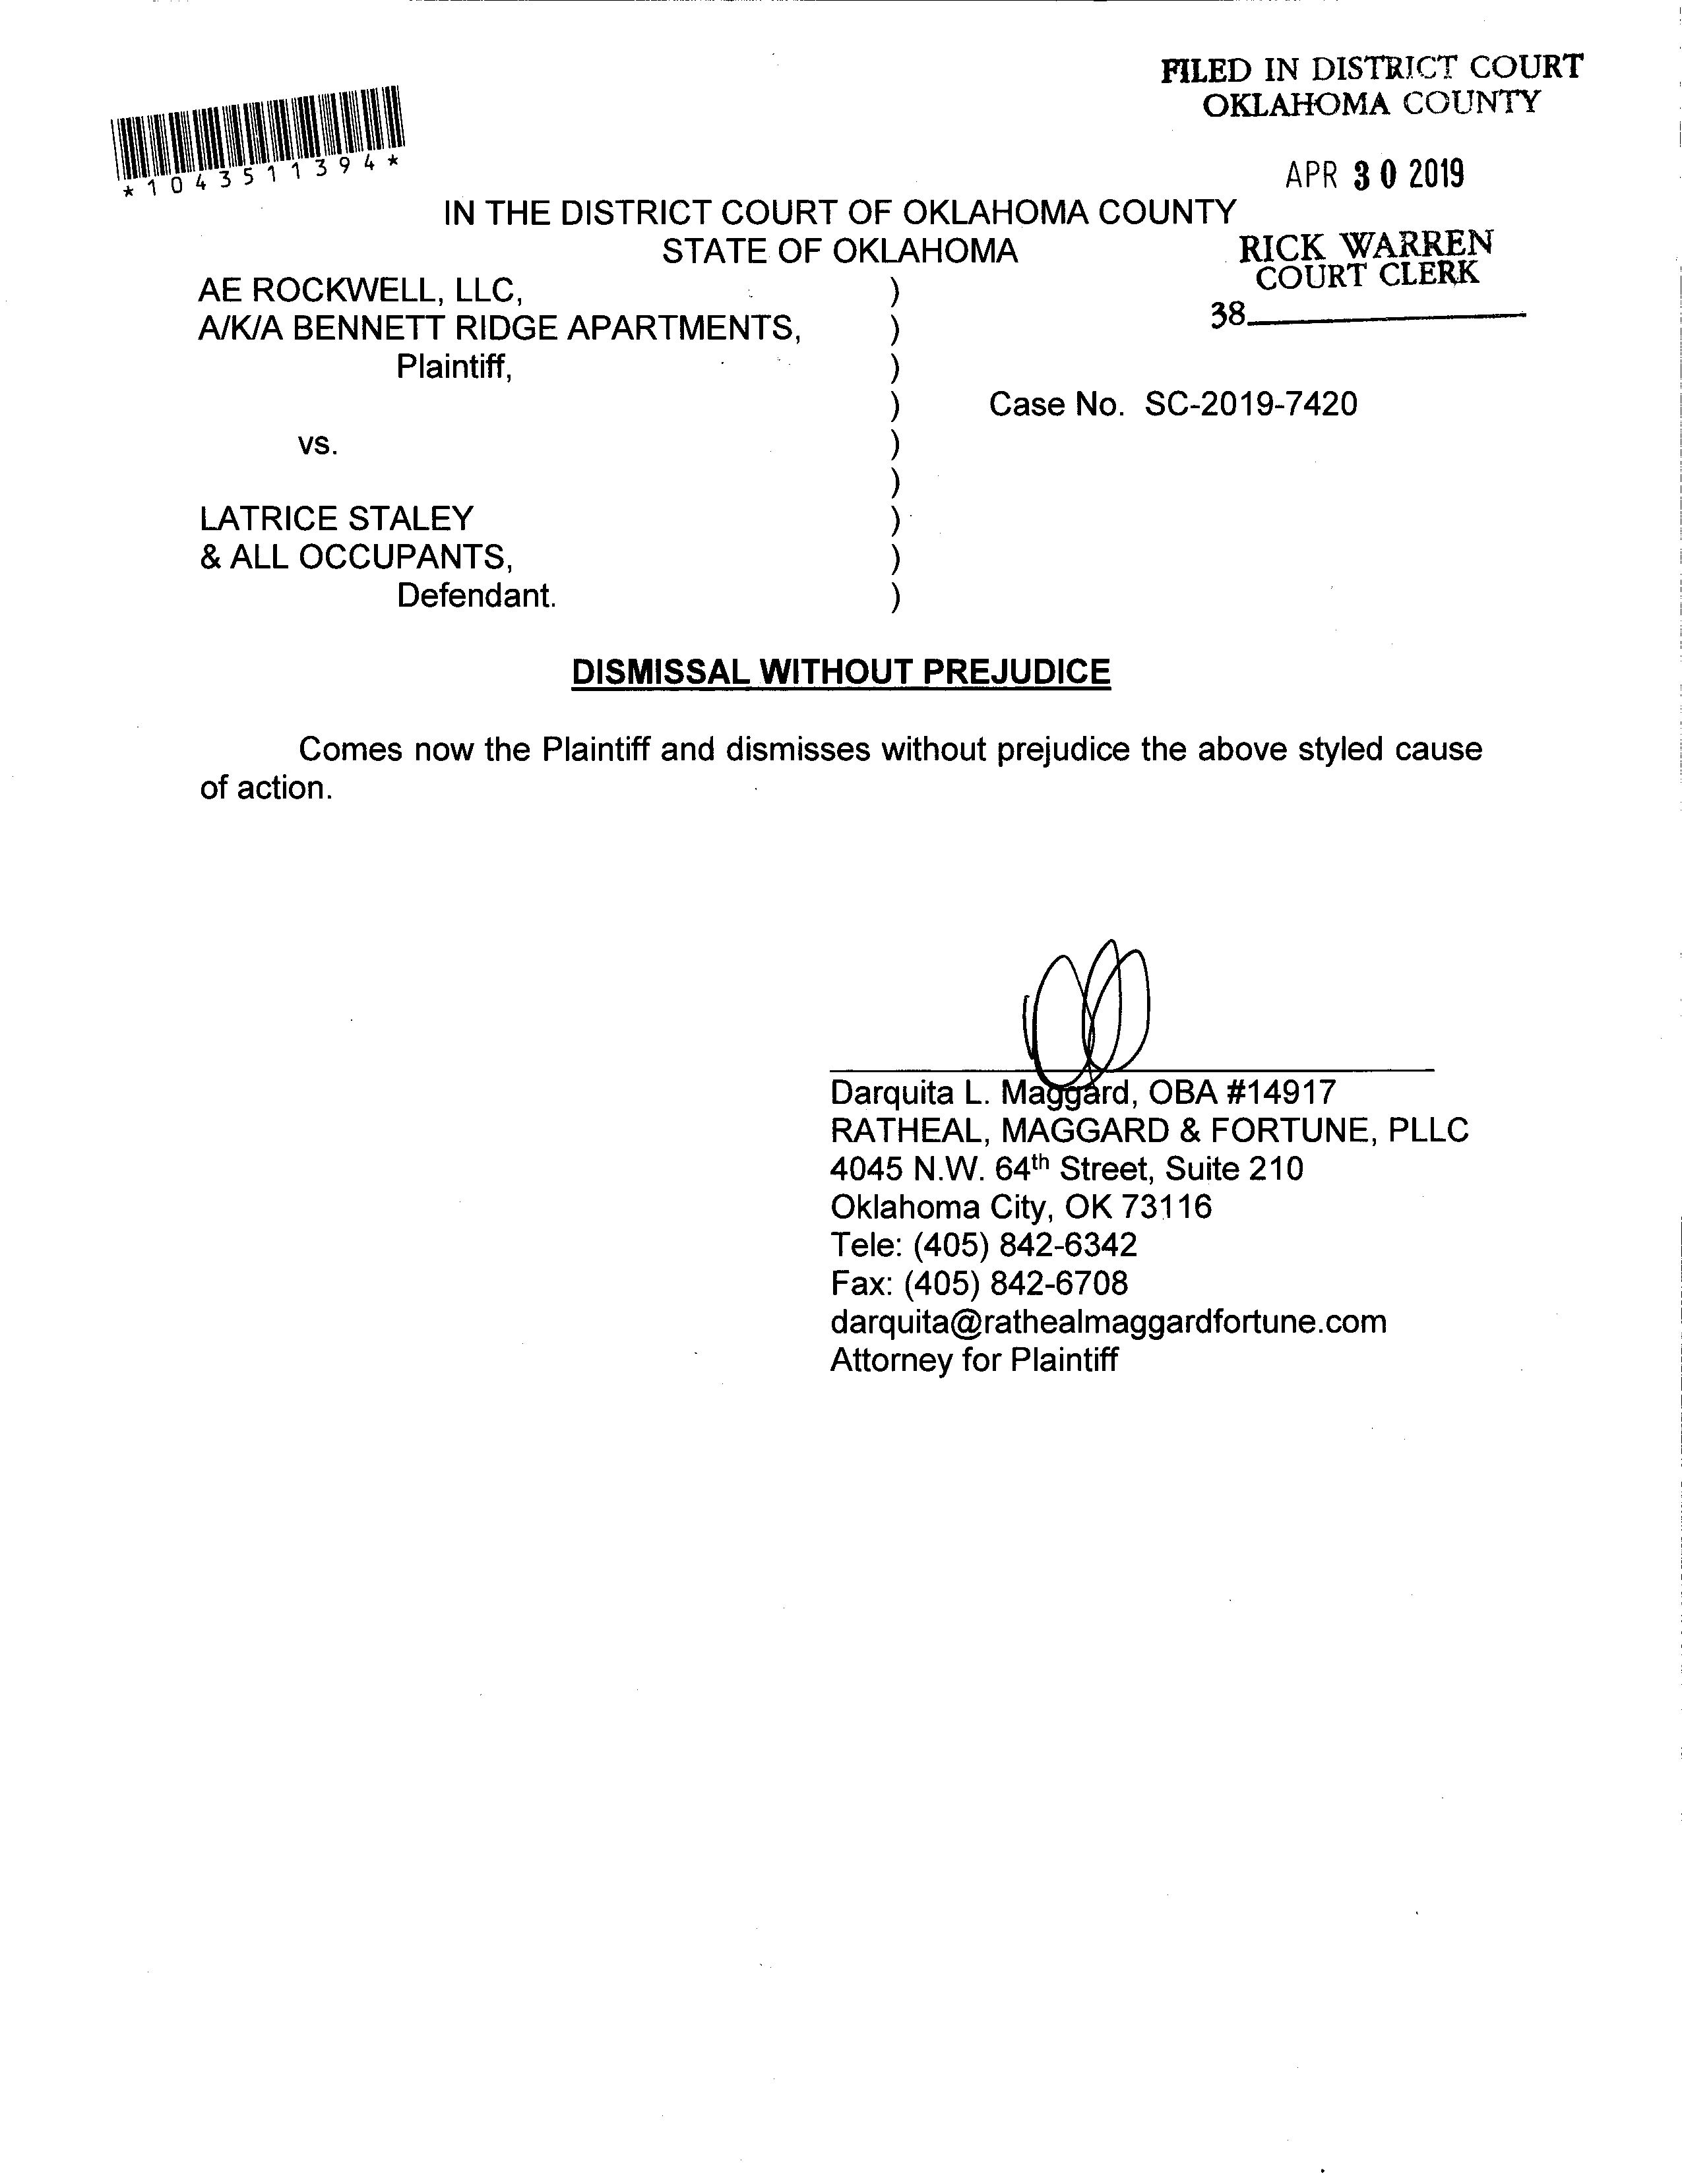 FILED IN DISTRICT COURT
OKLAHOMA COUNTY
*1043511394*
APR 30 2019
IN THE DISTRICT COURT OF OKLAHOMA COUNTY
STATE OF OKLAHOMA
RICK WARREN
COURT CLERK
38
AE ROCKWELL, LLC, )
A/K/A BENNETT RIDGE APARTMENTS, )
Plaintiff, )
) Case No. SC-2019-7420
vs. )
)
LATRICE STALEY )
& ALL OCCUPANTS, )
Defendant. )
DISMISSAL WITHOUT PREJUDICE
Comes now the Plaintiff and dismisses without prejudice the above styled cause
of action.
Darquita L. Maggard, OBA #14917
RATHEAL, MAGGARD & FORTUNE, PLLC
4045 N.W. 64th Street, Suite 210
Oklahoma City, OK 73116
Tele: (405) 842-6342
Fax: (405) 842-6708
darquita@rathealmaggardfortune.com
Attorney for Plaintiff